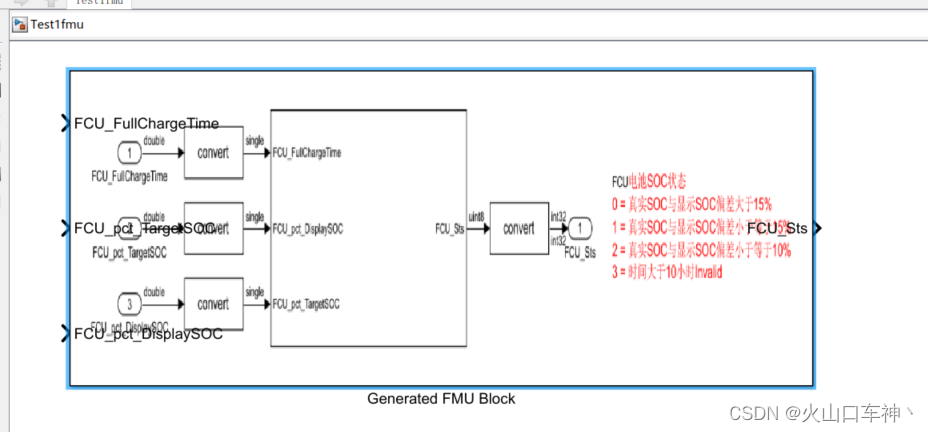 Test1fmu
Test1fmu
FCU_FullChargeTime
double
single
1
convert
FCU_FullChargeTime
FCU_FullChargeTime
FCU电池SOC状态
0 = 真实SOC与显示SOC偏差大于15%
double
single
uint8
int32
FCU_pct_TargetSOC
2
convert
FCU_pct_DisplaySOC
FCU_Sts
convert
1
1 = 真实SOC与显示SOC偏差小于等于15%
FCU_Sts
int32
FCU_pct_TargetSOC
FCU_Sts
2 = 真实SOC与显示SOC偏差小于等于10%
3 = 时间大于10小时Invalid
double
single
3
convert
FCU_pct_TargetSOC
FCU_pct_DisplaySOC
FCU_pct_DisplaySOC
Generated FMU Block
CSDN @火山口车神丶